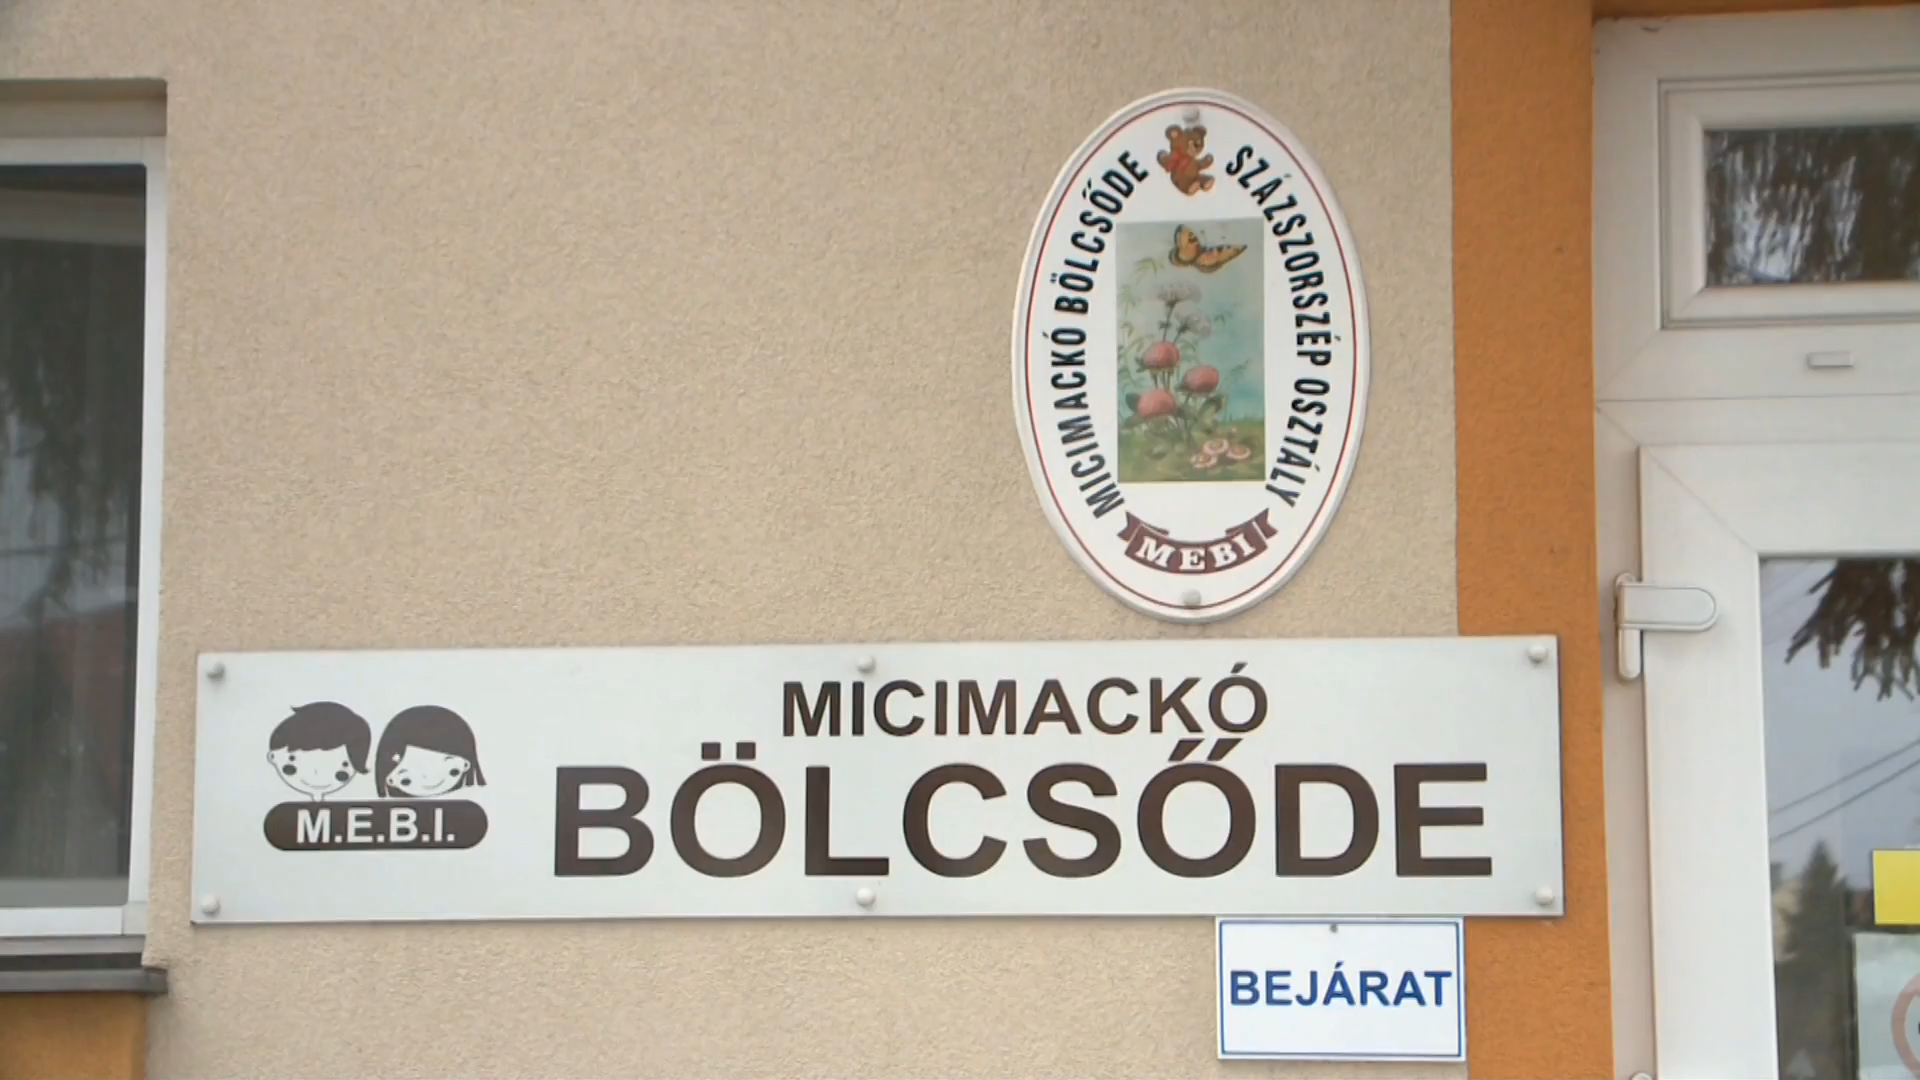 MICIMACKÓ BÖLCSŐDE
SZÁZSZORSZÉP OSZTÁLY
MEBI
MICIMACKÓ
BÖLCSŐDE
M.E.B.I.
BEJÁRAT